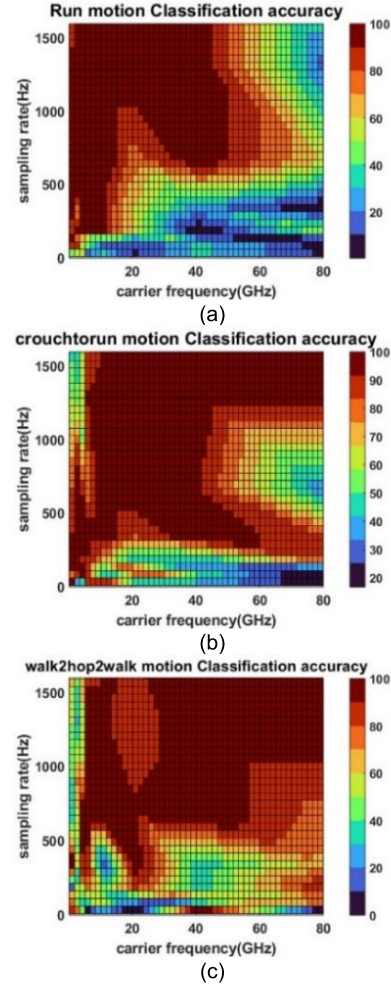 Run motion Classification accuracy
100
1500
80
1000
60
sampling rate(Hz)
40
500
20
0
20 40 60 80
carrier frequency(GHz)
(a)
crouchtorun motion Classification accuracy
100
1500
90
80
1000
70
60
sampling rate(Hz)
50
500
40
30
20
0
20 40 60 80
carrier frequency(GHz)
(b)
walk2hop2walk motion Classification accuracy
100
1500
80
1000
60
sampling rate(Hz)
40
500
20
0 0
20 40 60 80
carrier frequency(GHz)
(c)